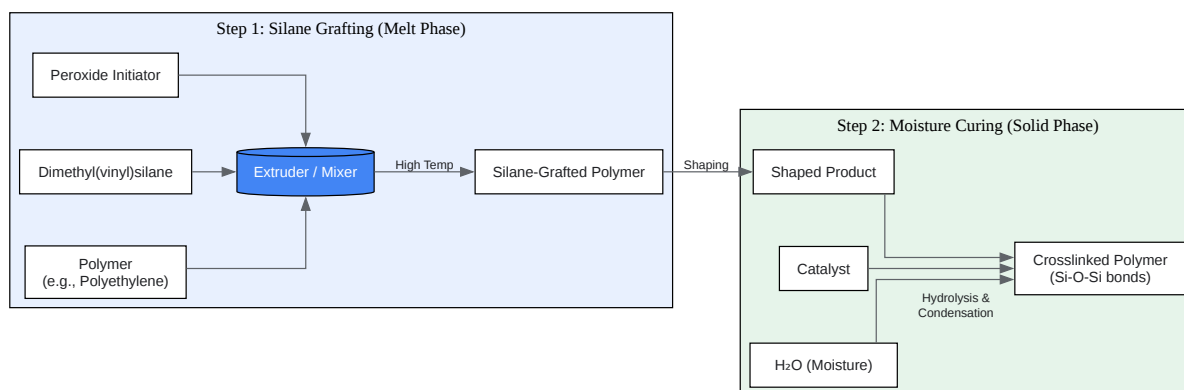 Step 1: Silane Grafting (Melt Phase)
Peroxide Initiator
Dimethyl(vinyl)silane
Extruder / Mixer
High Temp
Silane-Grafted Polymer
Polymer
(e.g., Polyethylene)
Shaping
Step 2: Moisture Curing (Solid Phase)
Shaped Product
Catalyst
Crosslinked Polymer
(Si-O-Si bonds)
Hydrolysis &
Condensation
H₂O (Moisture)